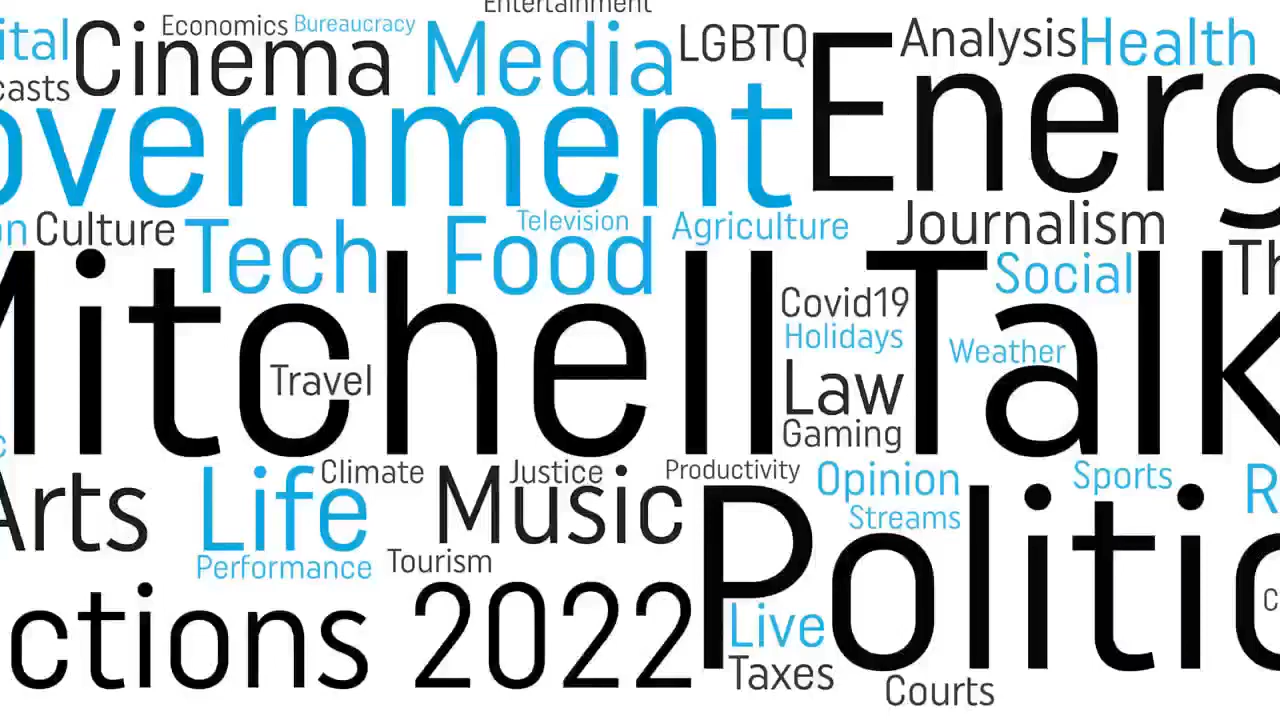 Entertainment
ital Cinema Economics Bureaucracy Media LGBTQ Analysis Health
casts
overnment Energ
on Culture Tech Food Television Agriculture Journalism
Mitchell Talk
Th
Social
Covid19
Holidays
Weather
Travel
Law
Gaming
c
Arts Life Climate Music Justice Productivity Opinion Sports R
Streams
Politic
Performance Tourism
ctions 2022
Live
Taxes
Courts
C